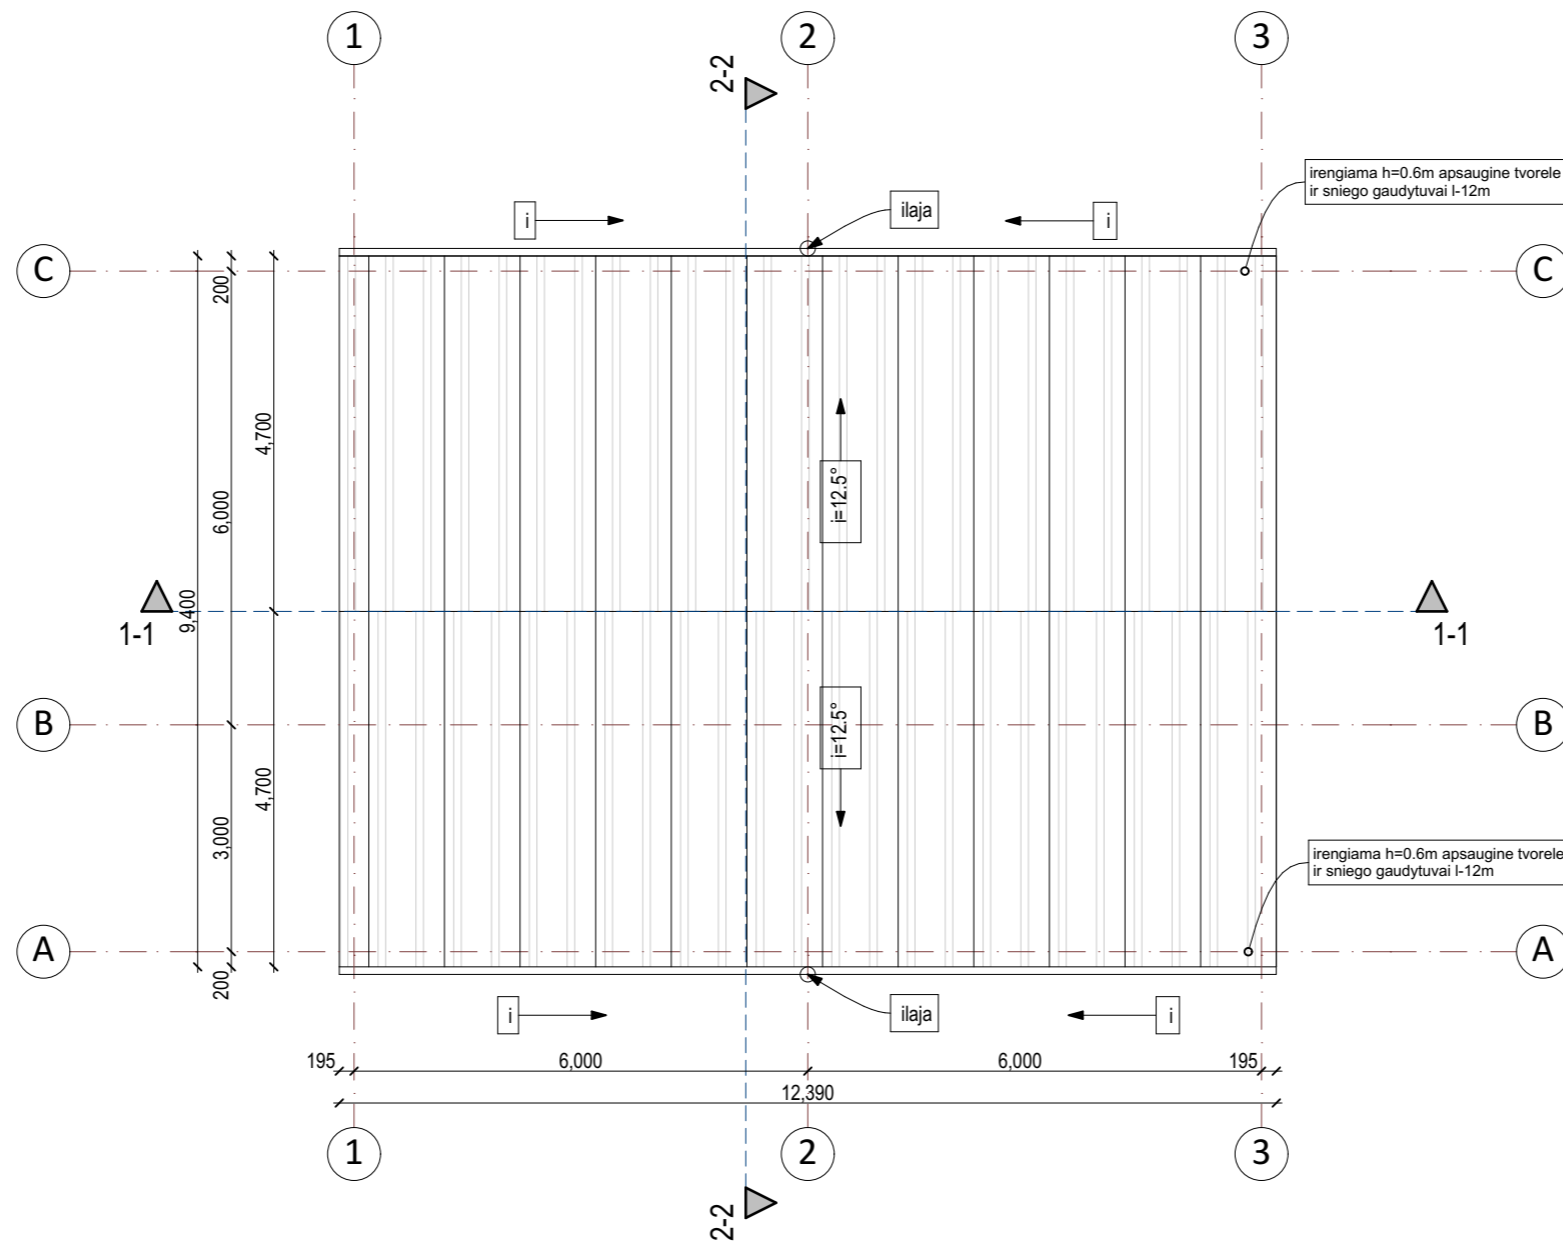 1
2
3
2-2
irengiama h=0.6m apsaugine tvorele
ir sniego gaudytuvai l-12m
i
ilaja
i
C
C
200
4,700
i=12.5°
6,000
9,400
1-1
1-1
B
B
i=12.5°
4,700
3,000
irengiama h=0.6m apsaugine tvorele
ir sniego gaudytuvai l-12m
A
A
200
i
ilaja
i
195
6,000
6,000
195
12,390
1
2
3
2-2